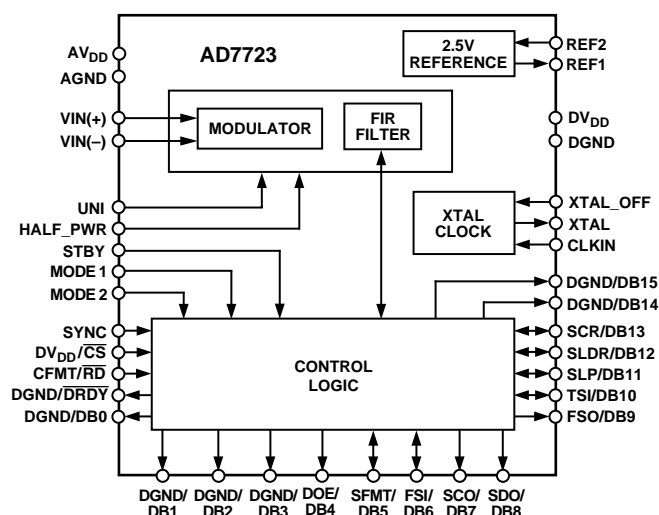 AD7723
AVDD
AGND
VIN(+)
VIN(–)
UNI
HALF_PWR
STBY
MODE 1
MODE 2
SYNC
DVDD/CS
CFMT/RD
DGND/DRDY
DGND/DB0
MODULATOR
FIR
FILTER
2.5V
REFERENCE
XTAL
CLOCK
CONTROL
LOGIC
REF2
REF1
DVDD
DGND
XTAL_OFF
XTAL
CLKIN
DGND/DB15
DGND/DB14
SCR/DB13
SLDR/DB12
SLP/DB11
TSI/DB10
FSO/DB9
DGND/
DB1
DGND/
DB2
DGND/
DB3
DOE/
DB4
SFMT/
DB5
FSI/
DB6
SCO/
DB7
SDO/
DB8